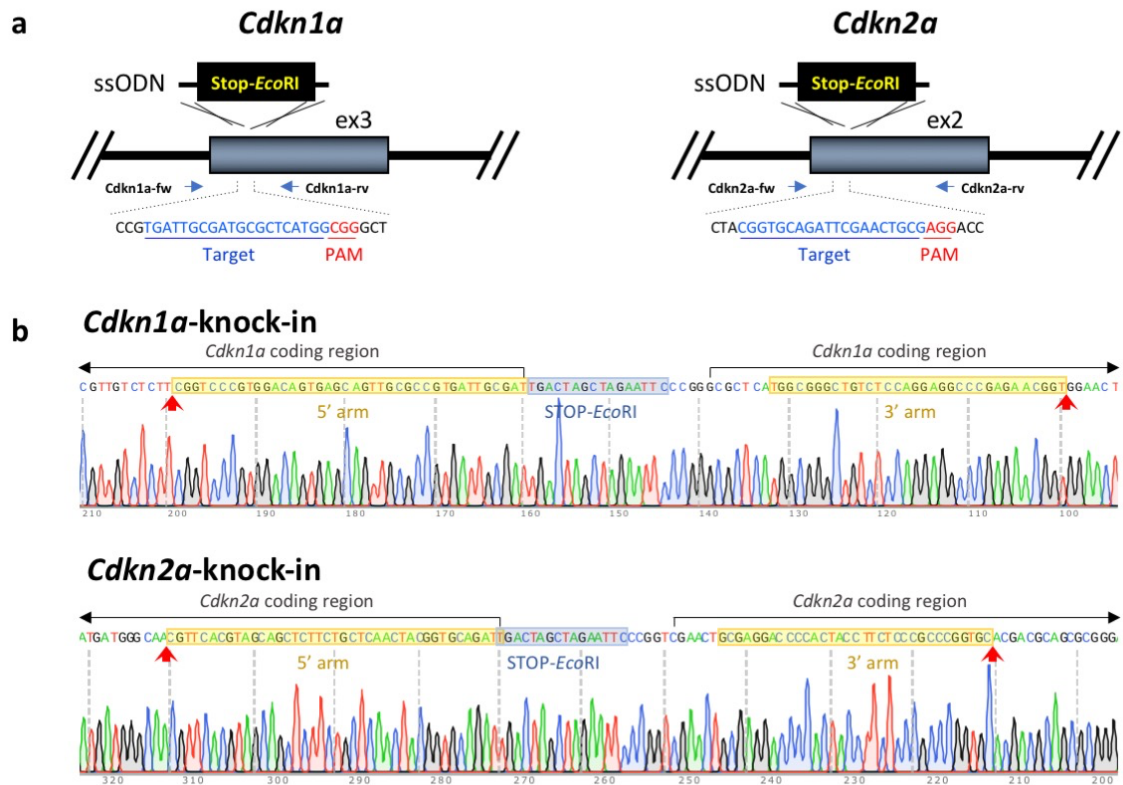 a
Cdkn1a
Cdkn2a
ssODN
Stop-EcoRI
ssODN
Stop-EcoRI
ex3
ex2
Cdkn1a-fw
Cdkn1a-rv
Cdkn2a-fw
Cdkn2a-rv
CCGTGATTGCGATGCGCTCATGGCGGGCT
CTACGGTGCAGATTCGAACTGCGAGGACC
Target
PAM
Target
PAM
b
Cdkn1a-knock-in
Cdkn1a coding region
Cdkn1a coding region
CGTTGTCTCTTCGGTCCCGTGGACAGTGAGCAGTTGCGCCGTGATTGCGATTGACTAGCTAGAATTCCCGGGCGCTCATGGCGGGCTGTCTCCAGGAGGCCCGAGAACGGTGGAACT
5’ arm
STOP-EcoRI
3’ arm
210 200 190 180 170 160 150 140 130 120 110 100
Cdkn2a-knock-in
Cdkn2a coding region
Cdkn2a coding region
ATGATGGGCAACGTTCACGTAGCAGCTCTTCTGCTCAACTACGGTGCAGATTGACTAGCTAGAATTCCCGGTCGAACTGCGAGGACCCCACTACCTTCTCCCGCCCGGTGCACGACGCAGCGCGGG
5’ arm
STOP-EcoRI
3’ arm
320 310 300 290 280 270 260 250 240 230 220 210 200